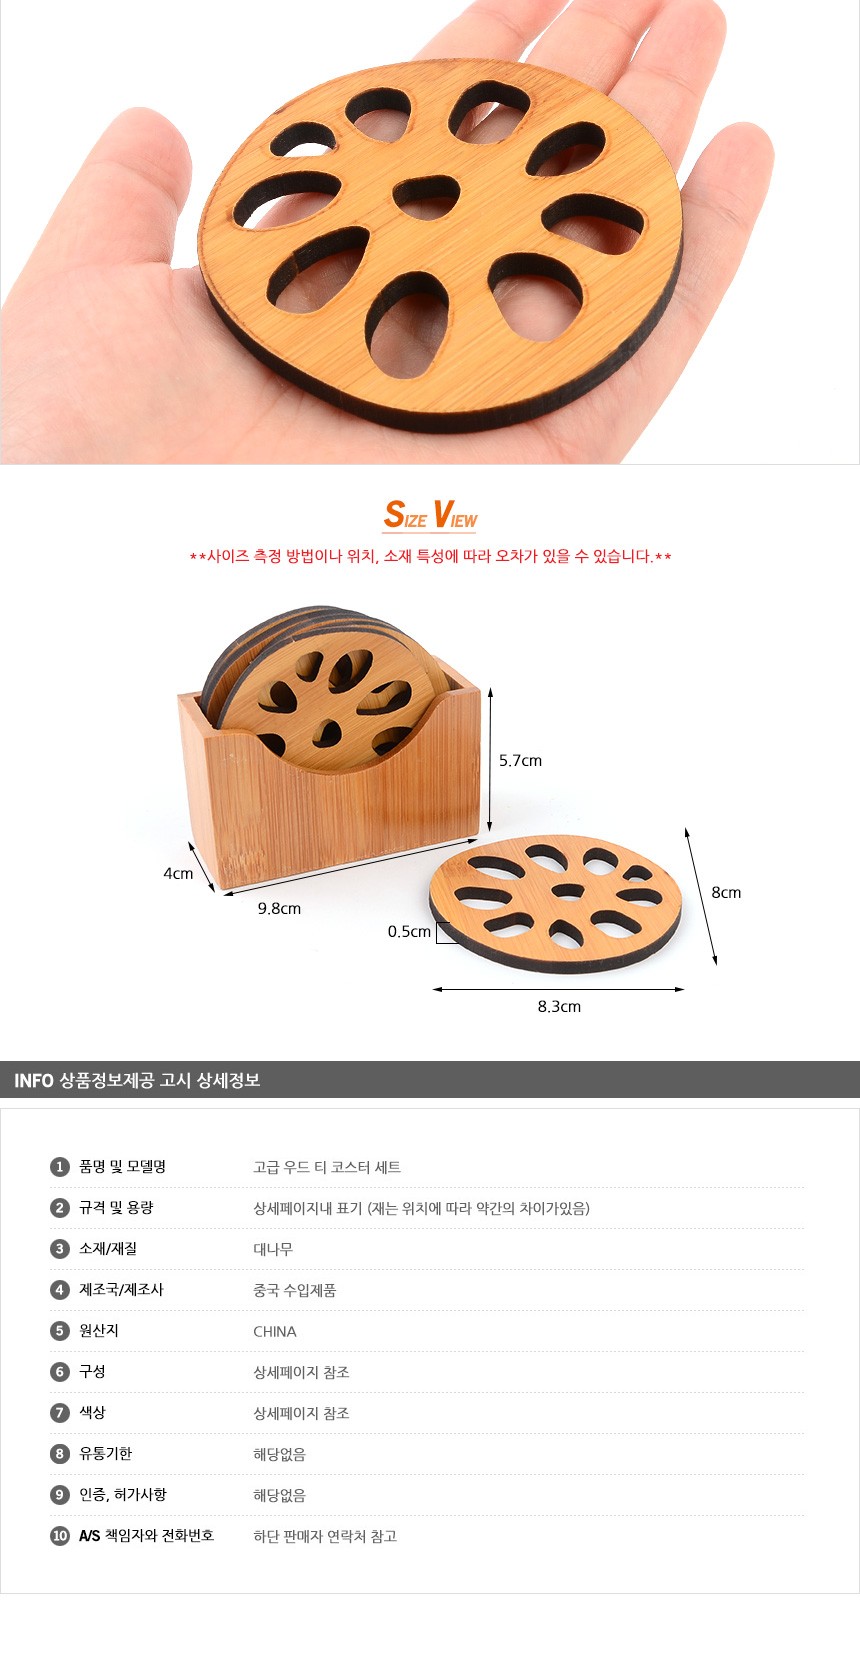 SIZE VIEW
**사이즈 측정 방법이나 위치, 소재 특성에 따라 오차가 있을 수 있습니다.**
5.7cm
4cm
9.8cm
8cm
0.5cm
8.3cm
INFO 상품정보제공 고시 상세정보
1 품명 및 모델명 고급 우드 티 코스터 세트
2 규격 및 용량 상세페이지내 표기 (재는 위치에 따라 약간의 차이가있음)
3 소재/재질 대나무
4 제조국/제조사 중국 수입제품
5 원산지 CHINA
6 구성 상세페이지 참조
7 색상 상세페이지 참조
8 유통기한 해당없음
9 인증, 허가사항 해당없음
10 A/S 책임자와 전화번호 하단 판매자 연락처 참고